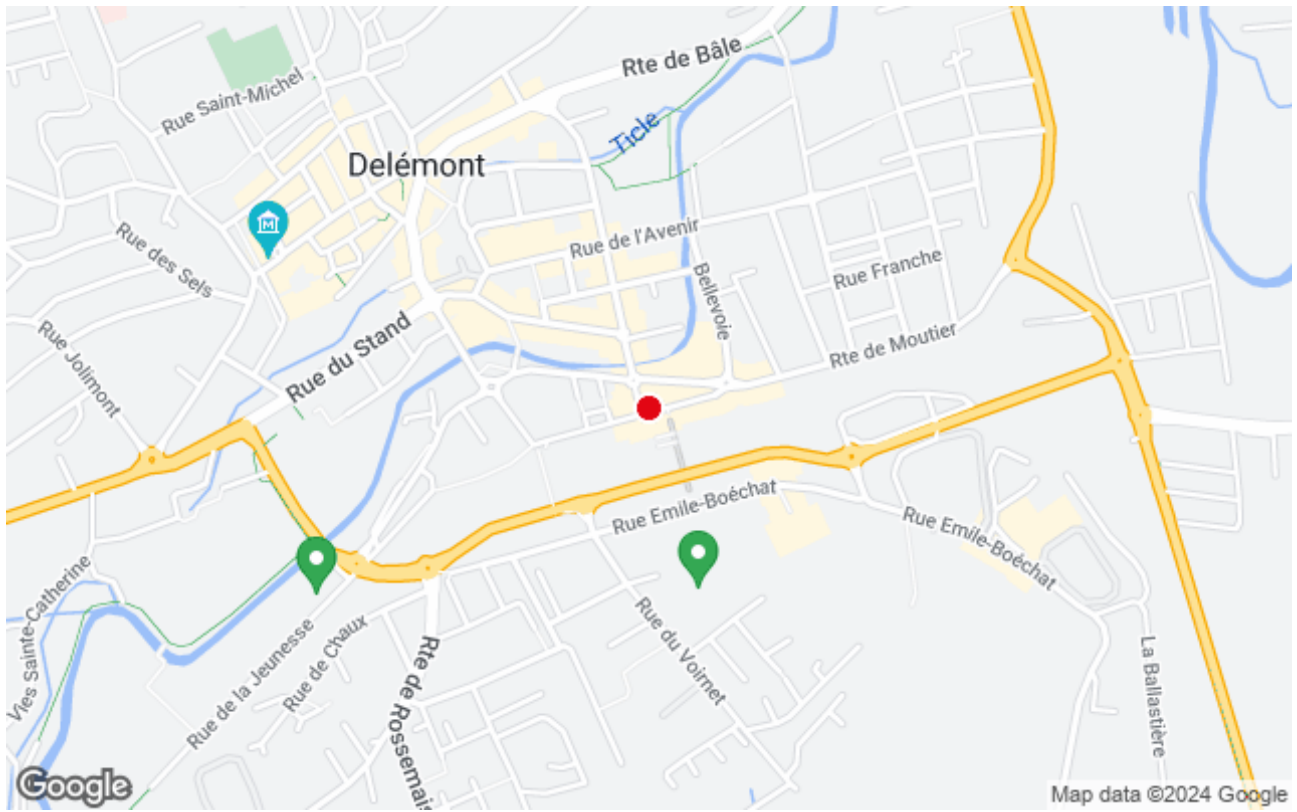 Rte de Bâle
Rue Saint-Michel
Ticle
Delémont
M
Rue de l'Avenir
Rue des Sels
Bellevoie
Rue Franche
Rue du Stand
Rue Jolimont
Rte de Moutier
Rue Emile-Boéchat
Rue Emile-Boéchat
Vies Sainte-Catherine
Rue de la Jeunesse
Rue de Chaux
Rte de Rossemais
Rue du Voirnet
La Ballastière
Google
Map data ©2024 Google